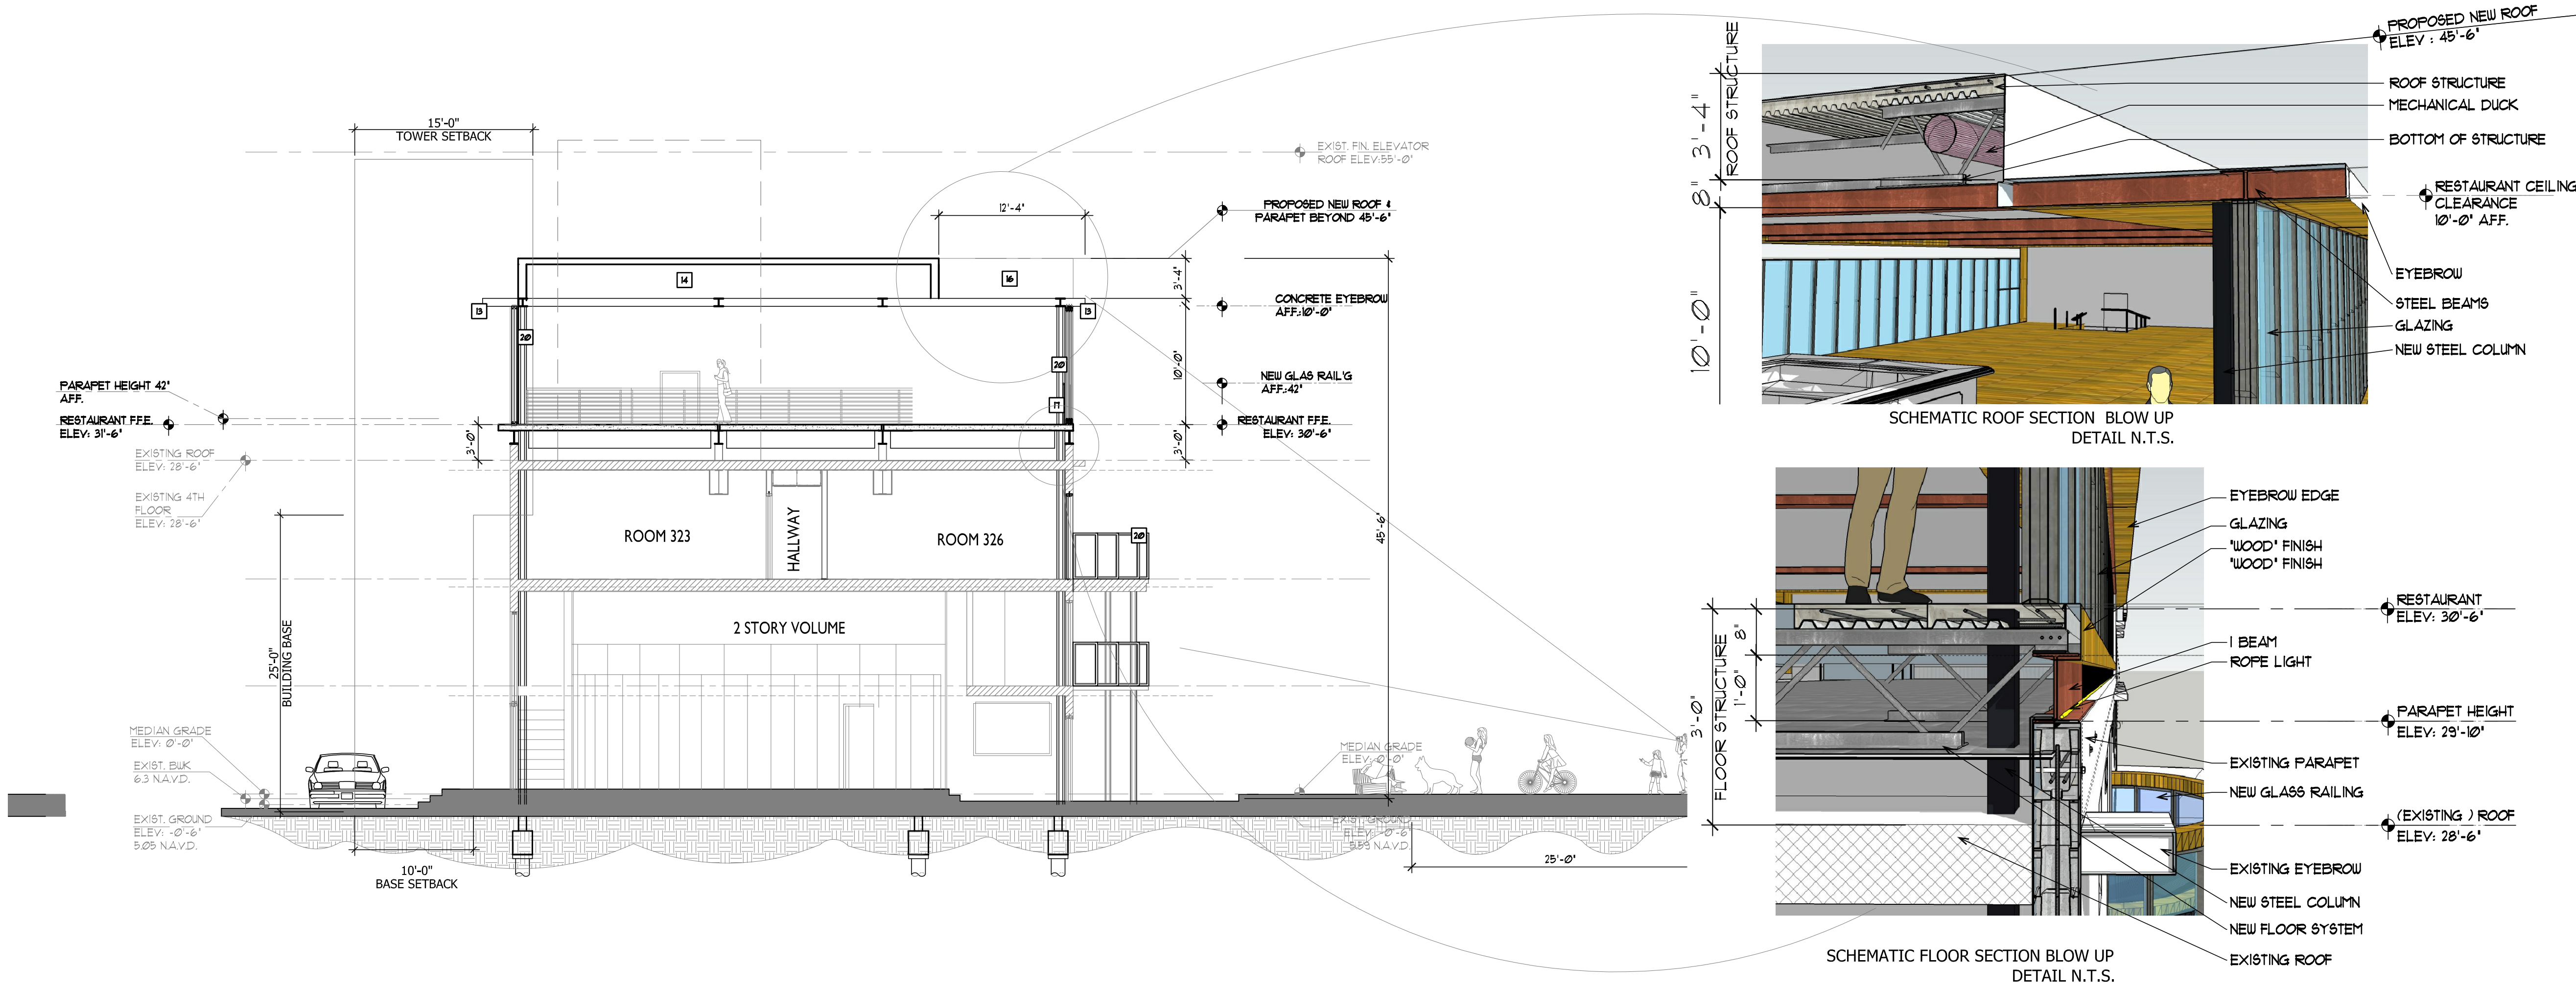 15'-0"
TOWER SETBACK
EXIST. FIN. ELEVATOR
ROOF ELEV:55'-0"
12'-4"
PROPOSED NEW ROOF &
PARAPET BEYOND 45'-6"
14
16
3'-4"
13
13
CONCRETE EYEBROW
A.F.F.:10'-0"
20
20
10'-0"
NEW GLAS RAIL'G
A.F.F.:42"
17
PARAPET HEIGHT 42"
A.F.F.
RESTAURANT F.F.E.
ELEV: 31'-6"
3'-0"
RESTAURANT F.F.E.
ELEV: 30'-6"
3'-0"
EXISTING ROOF
ELEV: 28'-6"
EXISTING 4TH
FLOOR
ELEV: 28'-6"
ROOM 323
HALLWAY
ROOM 326
20
45'-6"
2 STORY VOLUME
25'-0"
BUILDING BASE
MEDIAN GRADE
ELEV: 0'-0"
EXIST. BWK
6.3 N.A.V.D.
EXIST. GROUND
ELEV: -0'-6"
5.05 N.A.V.D.
MEDIAN GRADE
ELEV: 0'-0"
EXIST. GROUND
ELEV: -0'-6"
5.53 N.A.V.D.
25'-0"
10'-0"
BASE SETBACK
PROPOSED NEW ROOF
ELEV : 45'-6"
3'-4"
ROOF STRUCTURE
8"
10'-0"
ROOF STRUCTURE
MECHANICAL DUCK
BOTTOM OF STRUCTURE
RESTAURANT CEILING
CLEARANCE
10'-0" A.F.F.
EYEBROW
STEEL BEAMS
GLAZING
NEW STEEL COLUMN
SCHEMATIC ROOF SECTION BLOW UP
DETAIL N.T.S.
EYEBROW EDGE
GLAZING
"WOOD" FINISH
"WOOD" FINISH
RESTAURANT
ELEV: 30'-6"
3'-0"
FLOOR STRUCTURE
8"
1'-0"
I BEAM
ROPE LIGHT
PARAPET HEIGHT
ELEV: 29'-10"
EXISTING PARAPET
NEW GLASS RAILING
(EXISTING ) ROOF
ELEV: 28'-6"
EXISTING EYEBROW
NEW STEEL COLUMN
NEW FLOOR SYSTEM
EXISTING ROOF
SCHEMATIC FLOOR SECTION BLOW UP
DETAIL N.T.S.